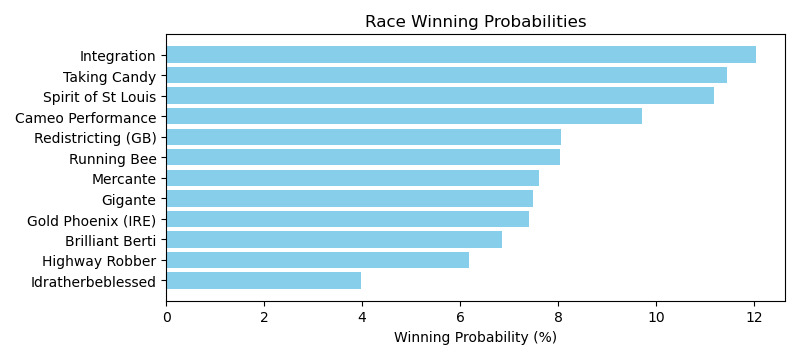 Race Winning Probabilities
Integration
Taking Candy
Spirit of St Louis
Cameo Performance
Redistricting (GB)
Running Bee
Mercante
Gigante
Gold Phoenix (IRE)
Brilliant Berti
Highway Robber
Idratherbeblessed
0 2 4 6 8 10 12
Winning Probability (%)